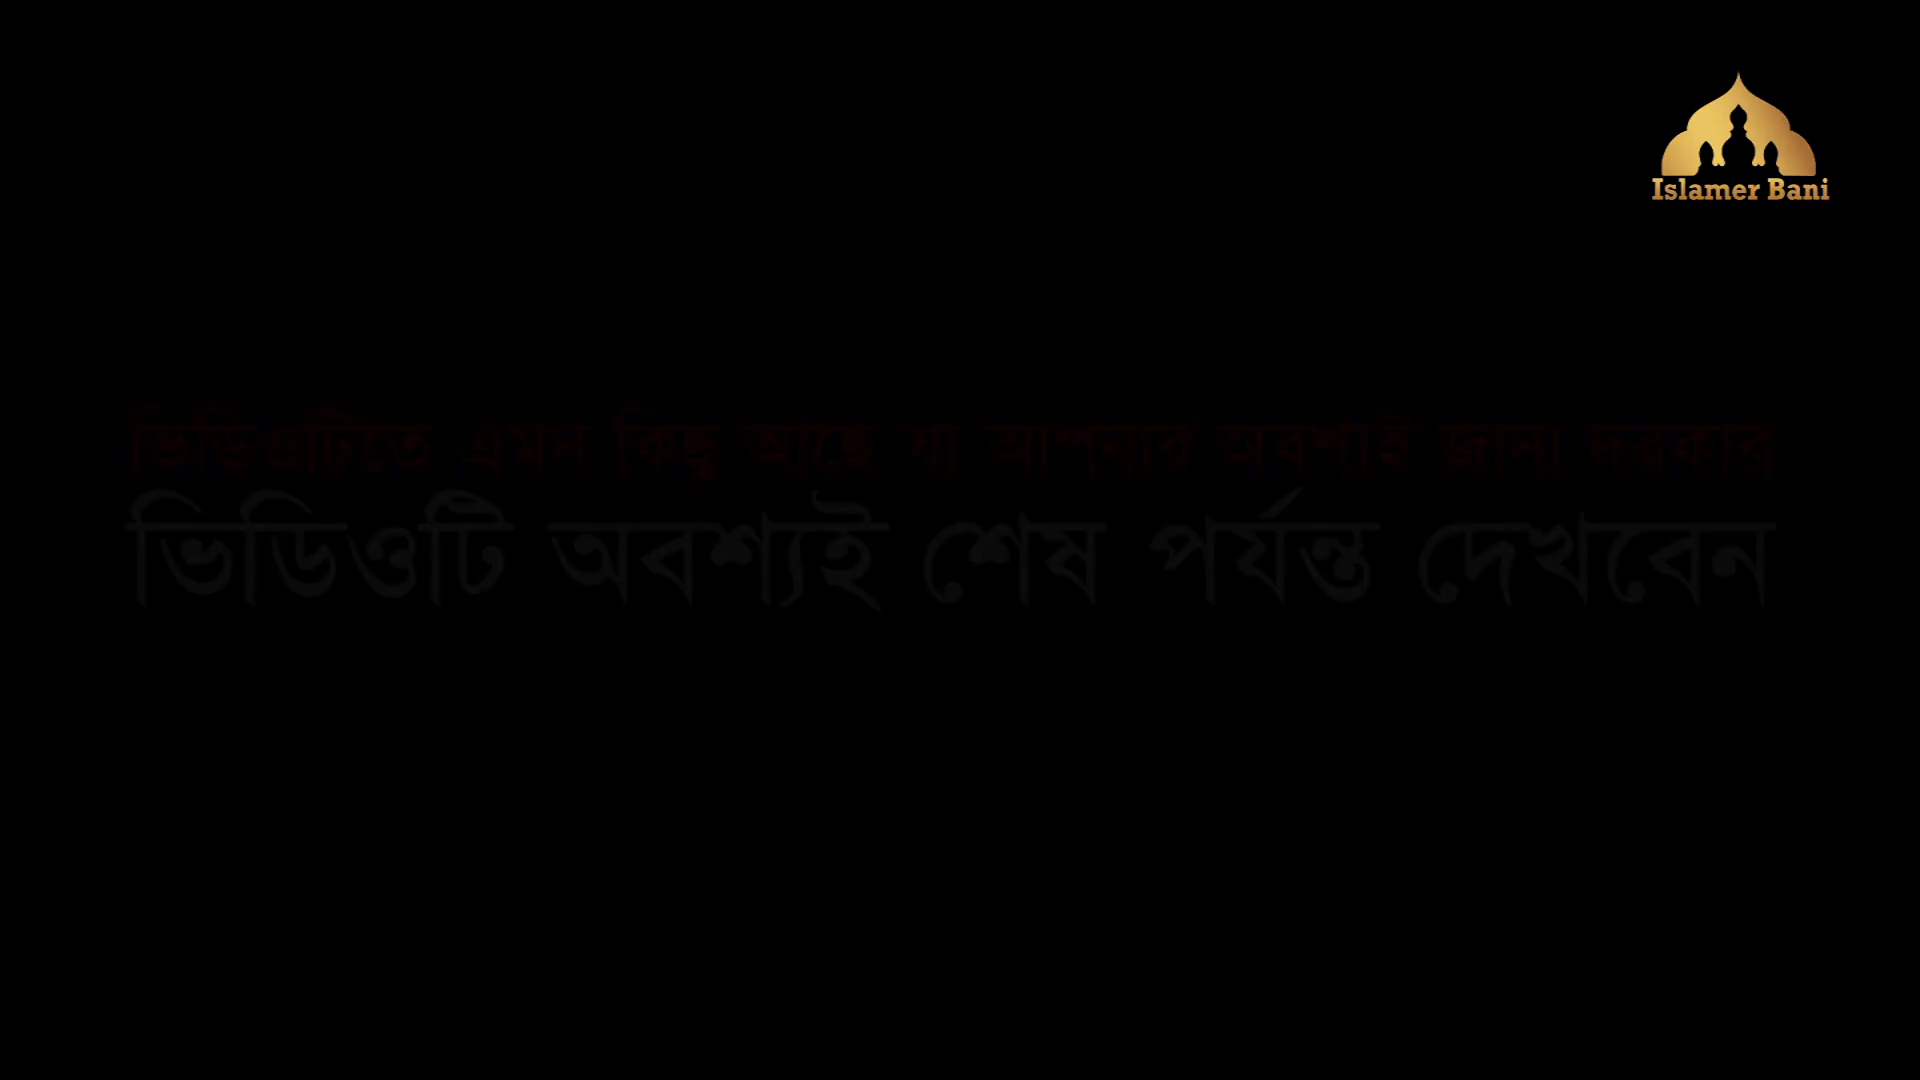 Islamer Bani
ভিডিওটিতে এমন কিছু আছে যা আপনার অবশ্যই জানা দরকার
ভিডিওটি অবশ্যই শেষ পর্যন্ত দেখবেন